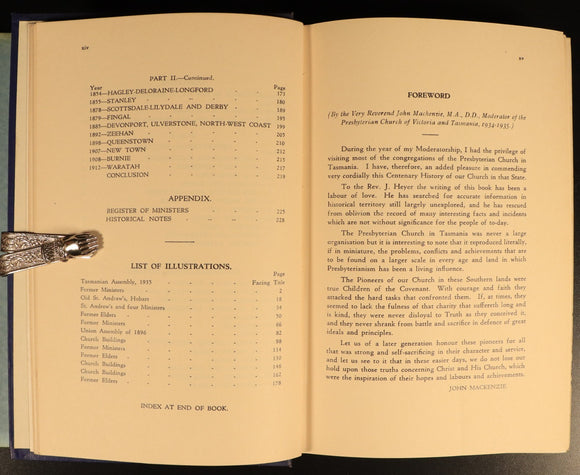 xiv
PART II.—Continued.
Year Page
1854—HAGLEY-DELORAINE-LONGFORD 173
1855—STANLEY 180
1878—SCOTTSDALE-LILYDALE AND DERBY 189
1879—FINGAL 195
1885—DEVONPORT, ULVERSTONE, NORTH-WEST COAST 199
1892—ZEEHAN 205
1898—QUEENSTOWN 210
1907—NEW TOWN 212
1908—BURNIE 215
1912—WARATAH 217
CONCLUSION 219
APPENDIX.
REGISTER OF MINISTERS 225
HISTORICAL NOTES 228
LIST OF ILLUSTRATIONS.
Page
Tasmanian Assembly, 1935 Facing Title
Former Ministers 2
Old St. Andrew's, Hobart 18
St. Andrew's and four Ministers 34
Former Elders 50
Former Ministers 66
Union Assembly of 1896 82
Church Buildings 98
Former Ministers 114
Former Elders 130
Church Buildings 146
Church Buildings 162
Former Elders 178
INDEX AT END OF BOOK.
xv
FOREWORD
(By the Very Reverend John Mackenzie, M.A., D.D., Moderator of the
Presbyterian Church of Victoria and Tasmania, 1934-1935.)
During the year of my Moderatorship, I had the privilege of
visiting most of the congregations of the Presbyterian Church in
Tasmania. I have, therefore, an added pleasure in commending
very cordially this Centenary History of our Church in that State.
To the Rev. J. Heyer the writing of this book has been a
labour of love. He has searched for accurate information in
historical territory still largely unexplored, and he has rescued
from oblivion the record of many interesting facts and incidents
which are not without significance for the people of to-day.
The Presbyterian Church in Tasmania was never a large
organisation but it is interesting to note that it reproduced literally,
if in miniature, the problems, conflicts and achievements that are
to be found on a larger scale in every age and land in which
Presbyterianism has been a living influence.
The Pioneers of our Church in these Southern lands were
true Children of the Covenant. With courage and faith they
attacked the hard tasks that confronted them. If, at times, they
seemed to lack the fulness of that charity that suffereth long and
is kind, they were never disloyal to Truth as they conceived it,
and they never shrank from battle and sacrifice in defence of great
ideals and principles.
Let us of a later generation honour these pioneers for all
that was strong and self-sacrificing in their character and service,
and let us see to it that in these easier days, we do not lose our
hold upon those truths concerning Christ and His Church, which
were the inspiration of their hopes and labours and achievements.
JOHN MACKENZIE.